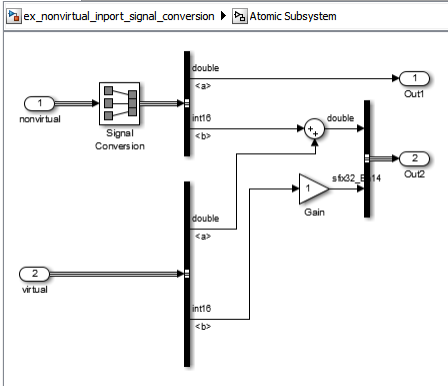 ex_nonvirtual_inport_signal_conversion ▶ Atomic Subsystem
double
<a>
1
Out1
1
nonvirtual
Signal
Conversion
int16
<b>
+
+
double
2
Out2
1
Gain
double
<a>
2
virtual
int16
<b>